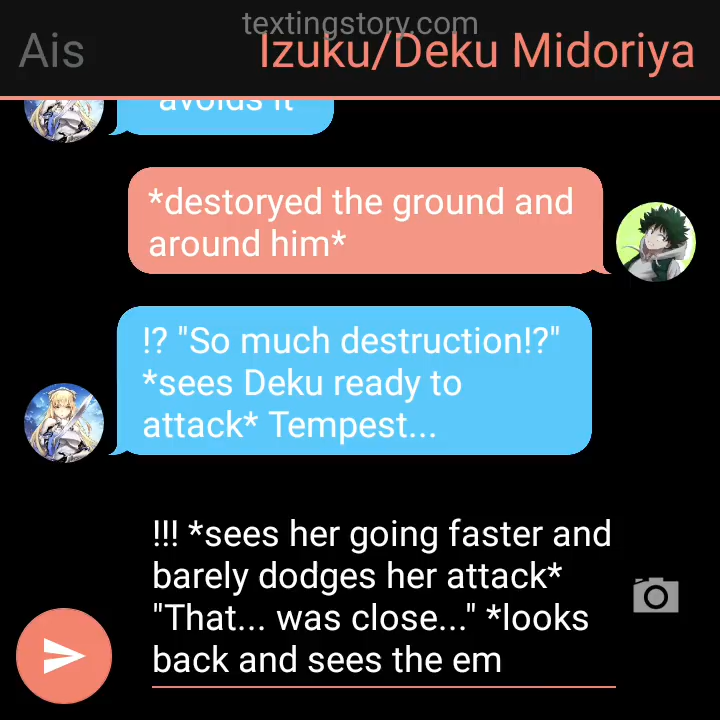 textingstory.com
Ais
Izuku/Deku Midoriya
avoids it
*destoryed the ground and
around him*
!? "So much destruction!?"
*sees Deku ready to
attack* Tempest...
!!! *sees her going faster and
barely dodges her attack*
"That... was close..." *looks
back and sees the em